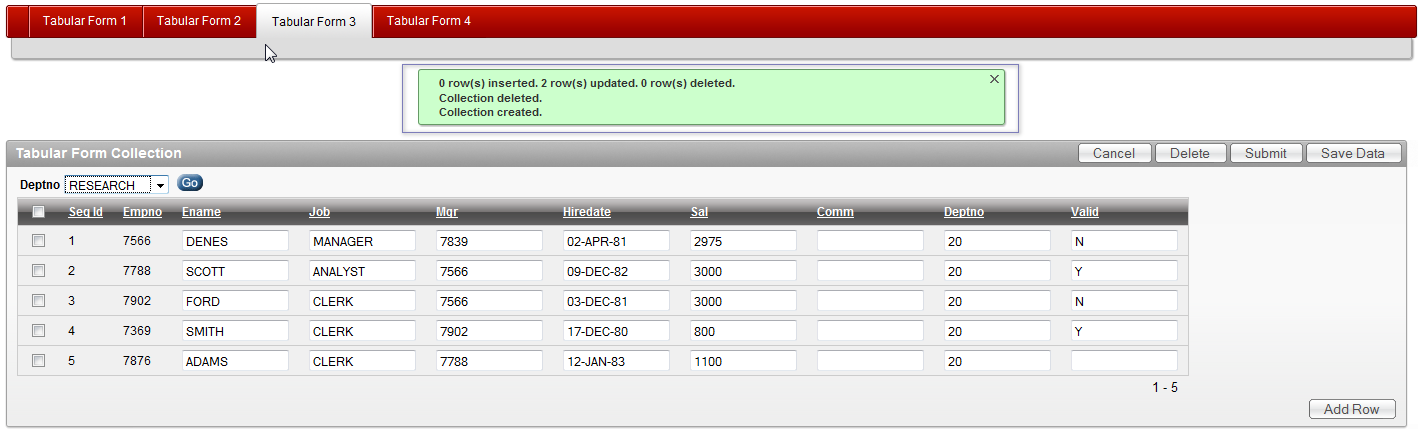 Tabular Form 1 Tabular Form 2 Tabular Form 3 Tabular Form 4
0 row(s) inserted. 2 row(s) updated. 0 row(s) deleted.
Collection deleted.
Collection created.
Tabular Form Collection Cancel Delete Submit Save Data
Deptno RESEARCH Go
Seq Id Empno Ename Job Mgr Hiredate Sal Comm Deptno Valid
1 7566 DENES MANAGER 7839 02-APR-81 2975 20 N
2 7788 SCOTT ANALYST 7566 09-DEC-82 3000 20 Y
3 7902 FORD CLERK 7566 03-DEC-81 3000 20 N
4 7369 SMITH CLERK 7902 17-DEC-80 800 20 Y
5 7876 ADAMS CLERK 7788 12-JAN-83 1100 20
1 - 5
Add Row